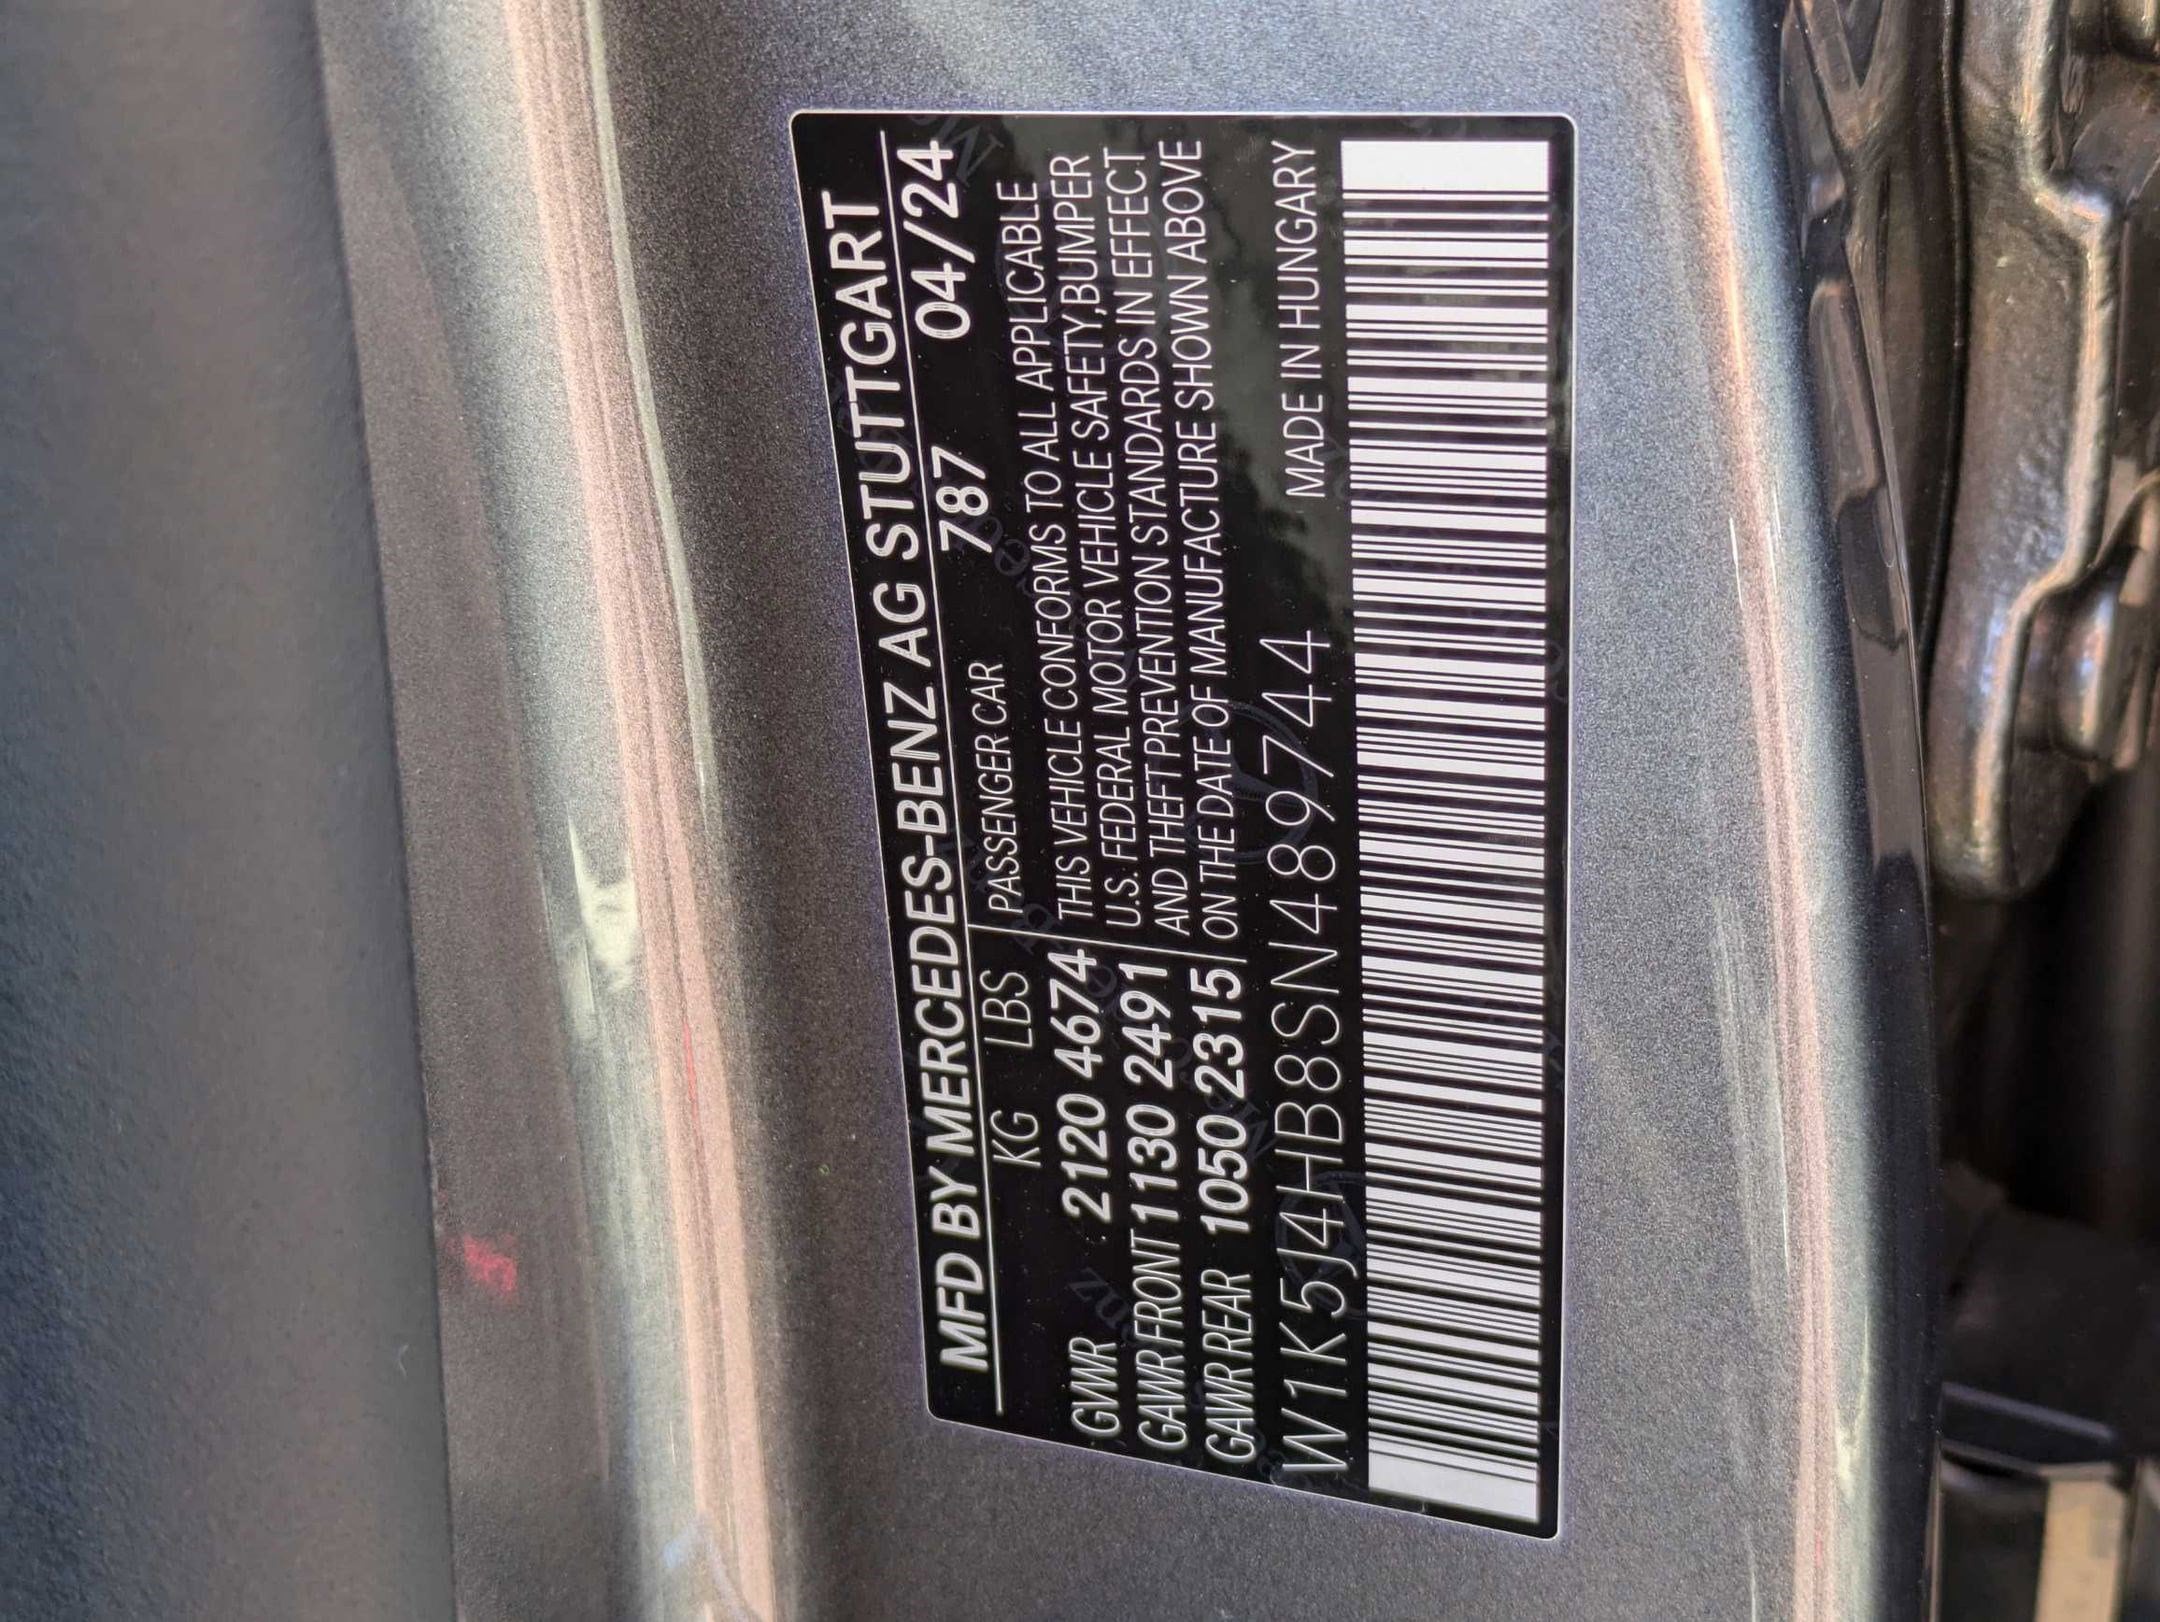 MFD BY MERCEDES-BENZ AG STUTTGART
KG LBS PASSENGER CAR 787 04/24
GVWR 2120 4674 THIS VEHICLE CONFORMS TO ALL APPLICABLE
U.S. FEDERAL MOTOR VEHICLE SAFETY,BUMPER
GAWR FRONT 1130 2491 AND THEFT PREVENTION STANDARDS IN EFFECT
GAWR REAR 1050 2315 ON THE DATE OF MANUFACTURE SHOWN ABOVE
W1K5J4HB8SN489744 MADE IN HUNGARY